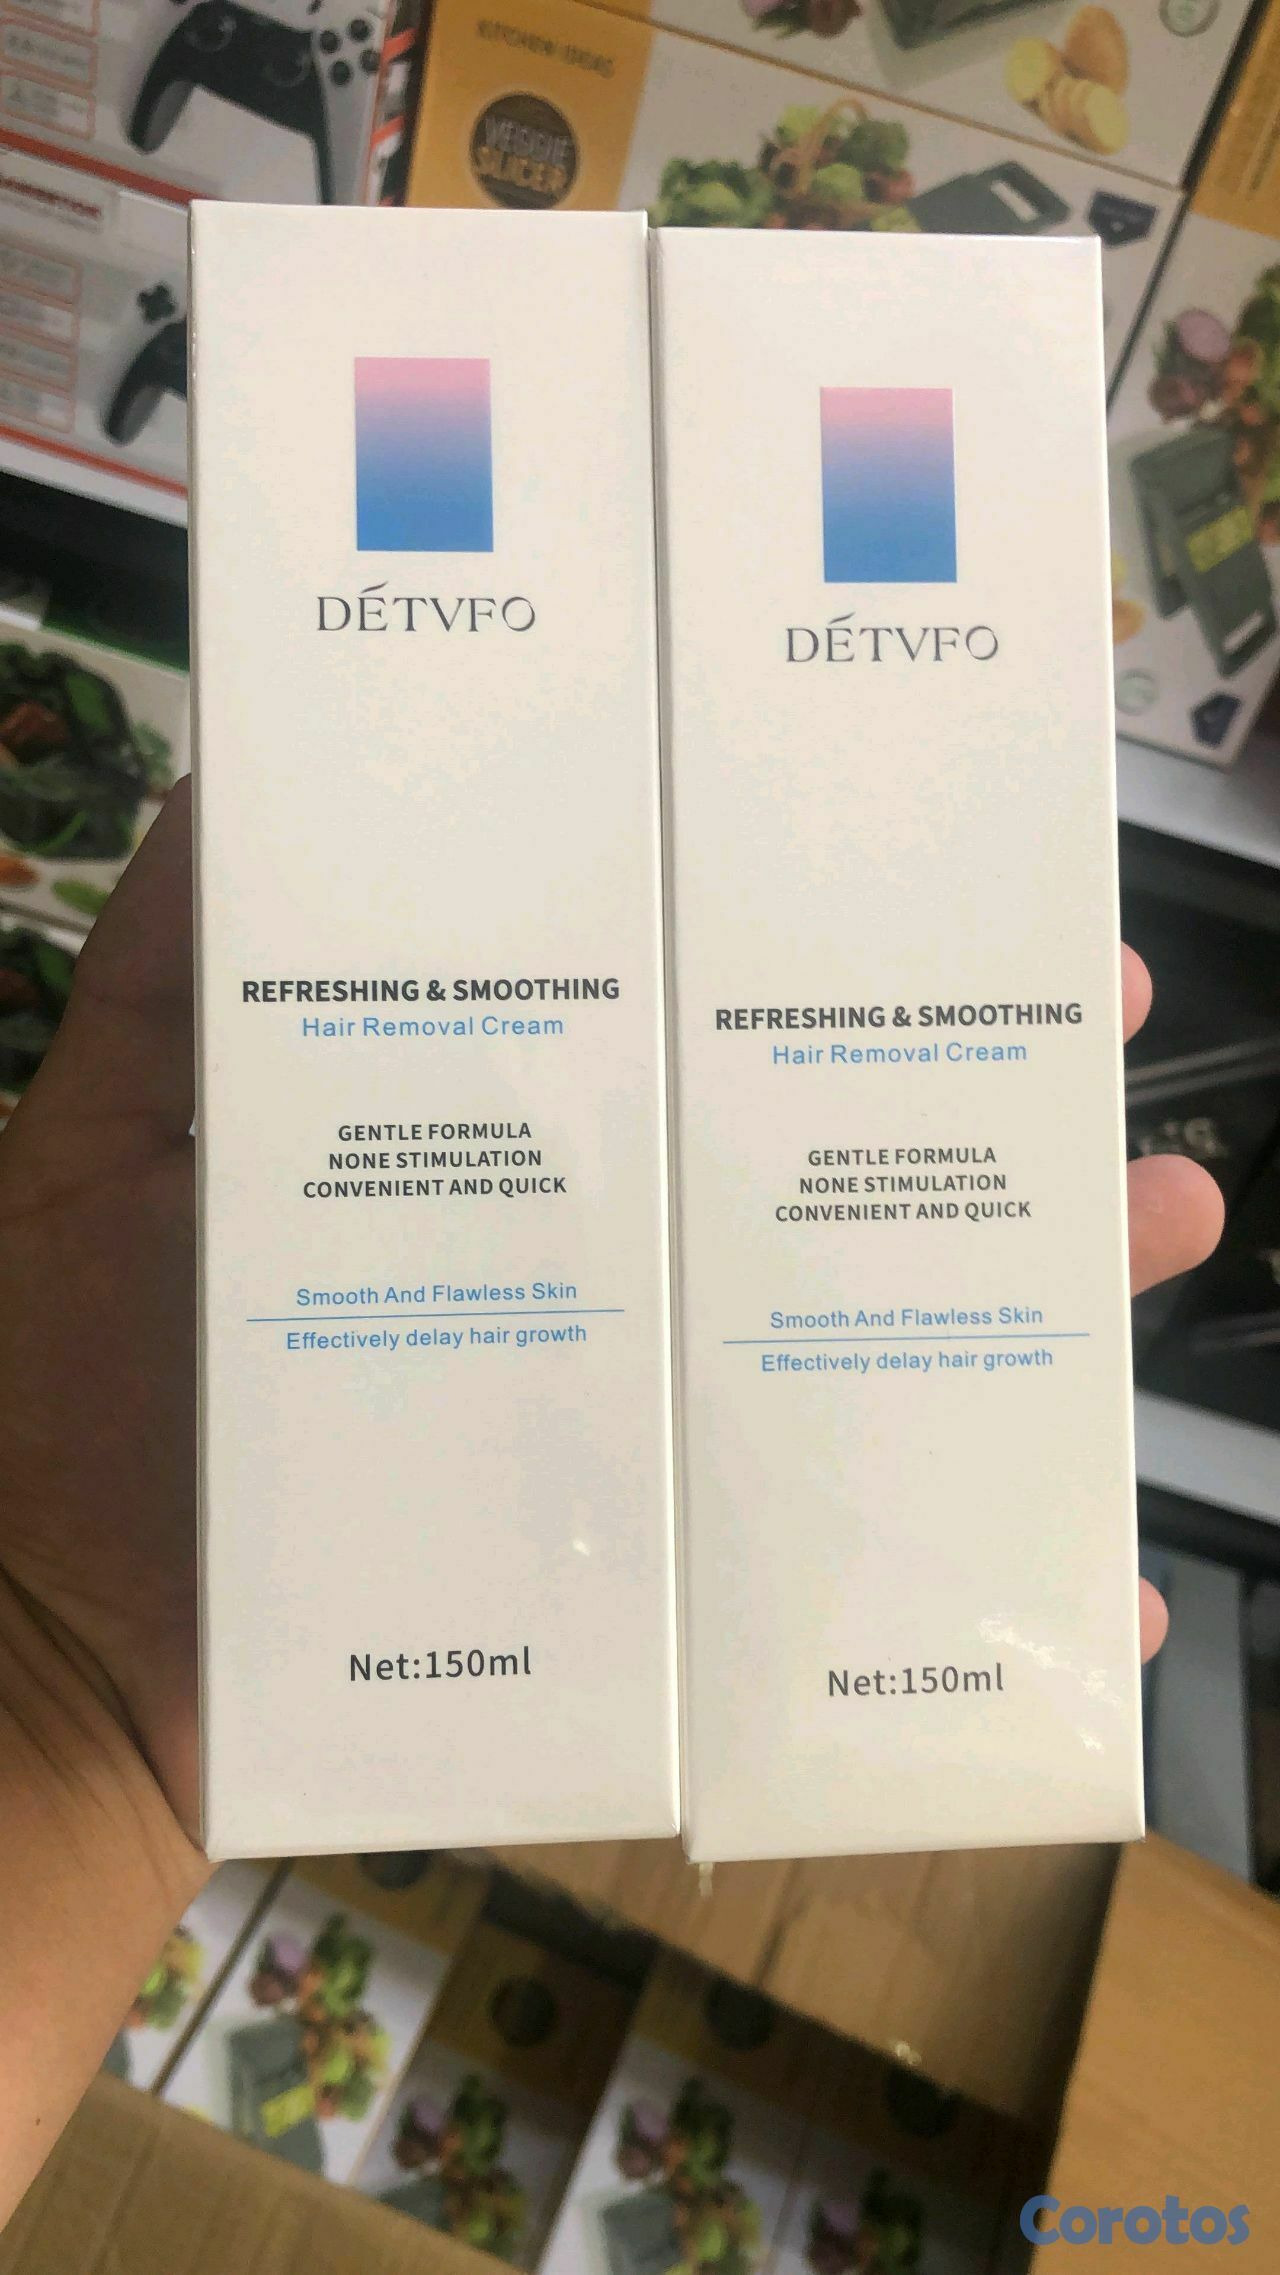 KITCHEN IDEAS
VEGGIE
SLICER
DÉTVFO
REFRESHING & SMOOTHING
Hair Removal Cream
GENTLE FORMULA
NONE STIMULATION
CONVENIENT AND QUICK
Smooth And Flawless Skin
Effectively delay hair growth
Net:150ml
DÉTVFO
REFRESHING & SMOOTHING
Hair Removal Cream
GENTLE FORMULA
NONE STIMULATION
CONVENIENT AND QUICK
Smooth And Flawless Skin
Effectively delay hair growth
Net:150ml
Corotos